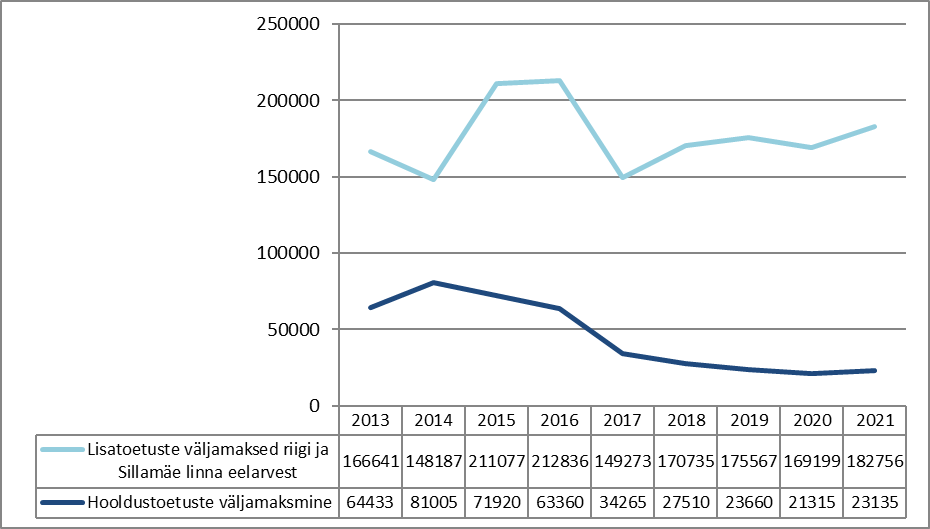 250000
200000
150000
100000
50000
0
2013 2014 2015 2016 2017 2018 2019 2020 2021
Lisatoetuste väljamaksed riigi ja
Sillamäe linna eelarvest
166641 148187 211077 212836 149273 170735 175567 169199 182756
Hooldustoetuste väljamaksmine 64433 81005 71920 63360 34265 27510 23660 21315 23135